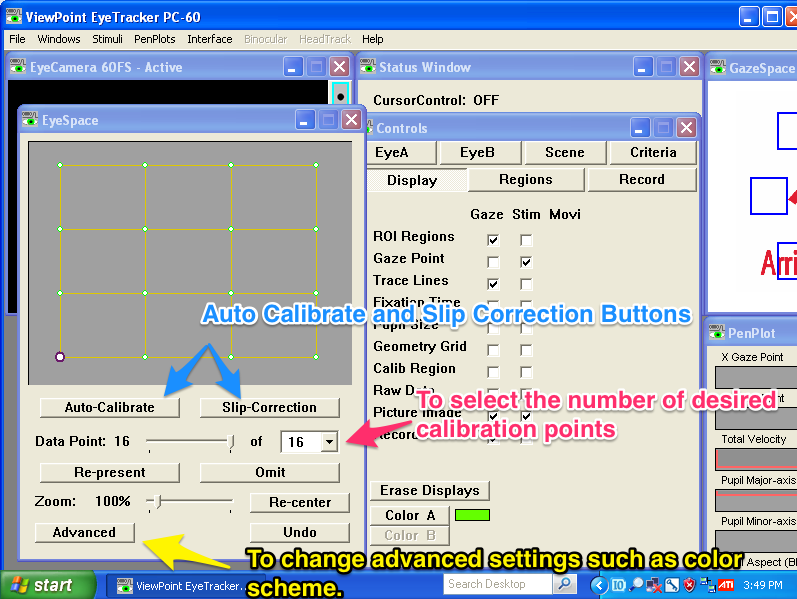 ViewPoint EyeTracker PC-60
File Windows Stimuli PenPlots Interface Binocular HeadTrack Help
EyeCamera 60FS - Active
Status Window
GazeSpace
CursorControl: OFF
EyeSpace
Controls
EyeA EyeB Scene Criteria
Display Regions Record
Gaze Stim Movi
ROI Regions
Gaze Point
Trace Lines
Fixation Time
Pupil Size
Geometry Grid
Calib Region
Raw Data
Picture Image
Auto Calibrate and Slip Correction Buttons
To select the number of desired
calibration points
Auto-Calibrate Slip-Correction
Data Point: 16 of 16
Re-present Omit
Zoom: 100% Re-center
Advanced Undo
Erase Displays
Color A
Color B
PenPlot
X Gaze Point
Total Velocity
Pupil Major-axis
Pupil Minor-axis
Aspect (Bl
To change advanced settings such as color
scheme.
start
ViewPoint EyeTracker...
Search Desktop
ATI
3:49 PM